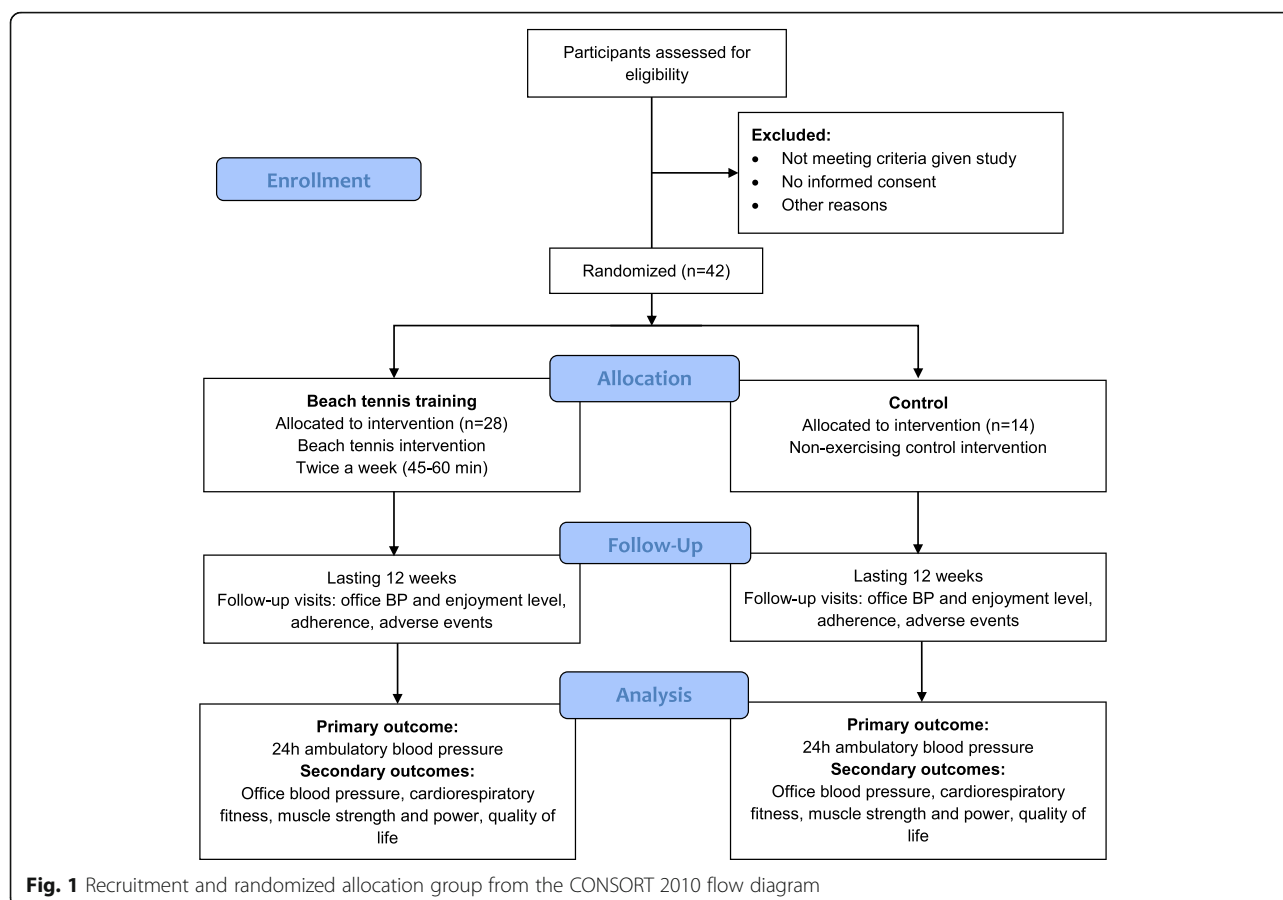 Participants assessed for
eligibility
Excluded:
• Not meeting criteria given study
• No informed consent
• Other reasons
Enrollment
Randomized (n=42)
Allocation
Beach tennis training
Allocated to intervention (n=28)
Beach tennis intervention
Twice a week (45-60 min)
Control
Allocated to intervention (n=14)
Non-exercising control intervention
Follow-Up
Lasting 12 weeks
Follow-up visits: office BP and enjoyment level,
adherence, adverse events
Lasting 12 weeks
Follow-up visits: office BP and enjoyment level,
adherence, adverse events
Analysis
Primary outcome:
24h ambulatory blood pressure
Secondary outcomes:
Office blood pressure, cardiorespiratory
fitness, muscle strength and power, quality of
life
Primary outcome:
24h ambulatory blood pressure
Secondary outcomes:
Office blood pressure, cardiorespiratory
fitness, muscle strength and power, quality of
life
Fig. 1 Recruitment and randomized allocation group from the CONSORT 2010 flow diagram